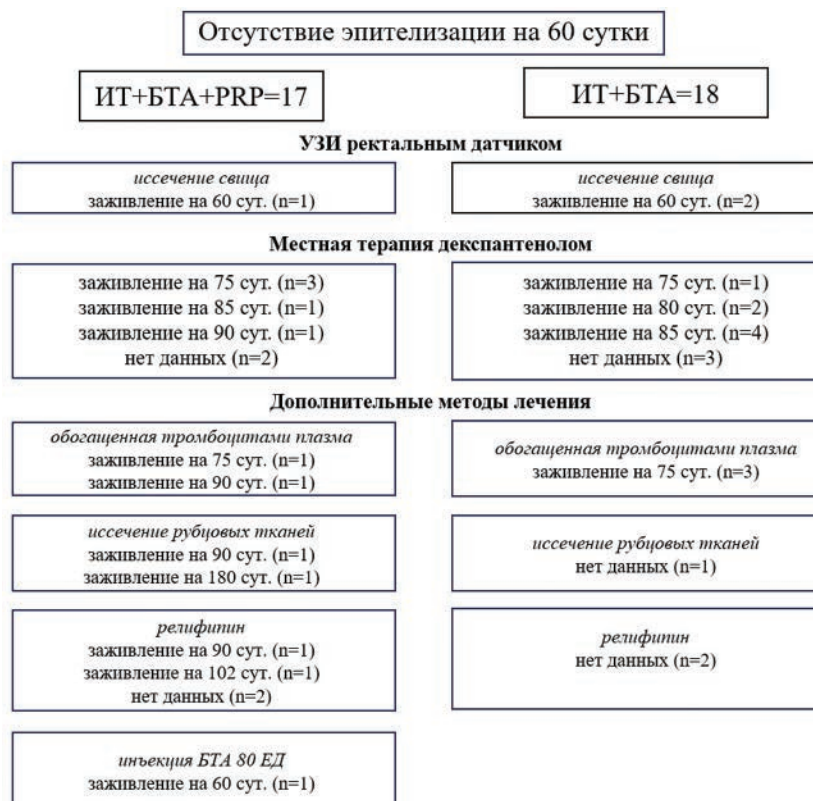 Отсутствие эпителизации на 60 сутки
ИТ+БТА+PRP=17
ИТ+БТА=18
УЗИ ректальным датчиком
иссечение свища
заживление на 60 сут. (n=1)
иссечение свища
заживление на 60 сут. (n=2)
Местная терапия декспантенолом
заживление на 75 сут. (n=3)
заживление на 85 сут. (n=1)
заживление на 90 сут. (n=1)
нет данных (n=2)
заживление на 75 сут. (n=1)
заживление на 80 сут. (n=2)
заживление на 85 сут. (n=4)
нет данных (n=3)
Дополнительные методы лечения
обогащенная тромбоцитами плазма
заживление на 75 сут. (n=1)
заживление на 90 сут. (n=1)
обогащенная тромбоцитами плазма
заживление на 75 сут. (n=3)
иссечение рубцовых тканей
заживление на 90 сут. (n=1)
заживление на 180 сут. (n=1)
иссечение рубцовых тканей
нет данных (n=1)
релифипин
заживление на 90 сут. (n=1)
заживление на 102 сут. (n=1)
нет данных (n=2)
релифипин
нет данных (n=2)
инъекция БТА 80 ЕД
заживление на 60 сут. (n=1)